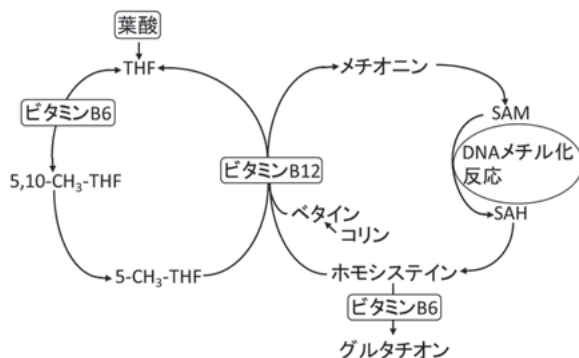 葉酸
THF
メチオニン
ビタミンB6
SAM
DNAメチル化
反応
5,10-CH₃-THF
ビタミンB12
ベタイン
コリン
SAH
5-CH₃-THF
ホモシステイン
ビタミンB6
グルタチオン